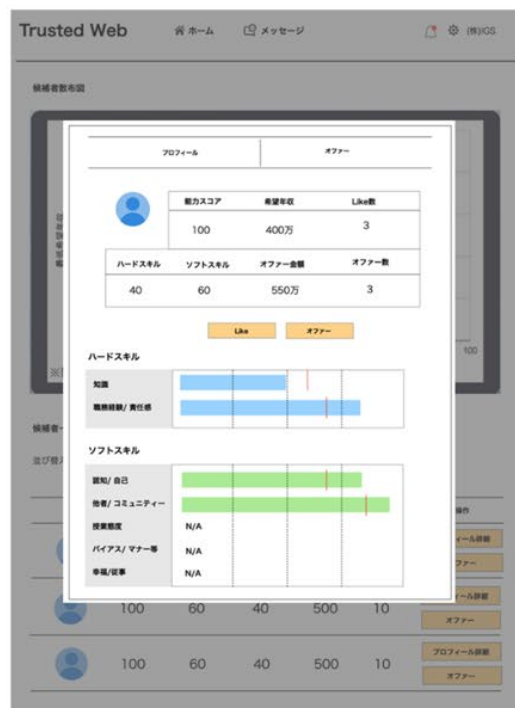 Trusted Web ホーム メッセージ (株)IGS
候補者散布図
プロフィール オファー
能力スコア 希望年収 Like数
100 400万 3
ハードスキル ソフトスキル オファー金額 オファー数
40 60 550万 3
Like オファー
100
ハードスキル
知識
職務経験/ 責任感
ソフトスキル
認知/ 自己
他者/ コミュニティー
授業態度 N/A
バイアス/ マナー等 N/A
幸福/従事 N/A
候補者一
並び替え
操作
ィール詳細
ファー
100 60 40 500 10 ィール詳細
オファー
100 60 40 500 10 プロフィール詳細
オファー